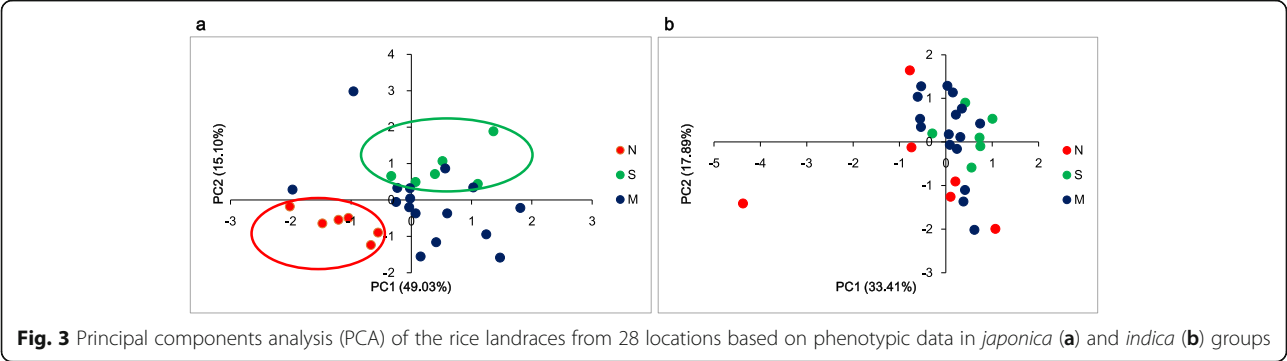 a
b
4
3
2
1
0
-1
-2
-3
-2
-1
0
1
2
3
PC2 (15.10%)
PC1 (49.03%)
N
S
M
2
1
0
-1
-2
-3
-5
-4
-3
-2
-1
0
1
2
PC2 (17.89%)
PC1 (33.41%)
N
S
M
Fig. 3 Principal components analysis (PCA) of the rice landraces from 28 locations based on phenotypic data in japonica (a) and indica (b) groups